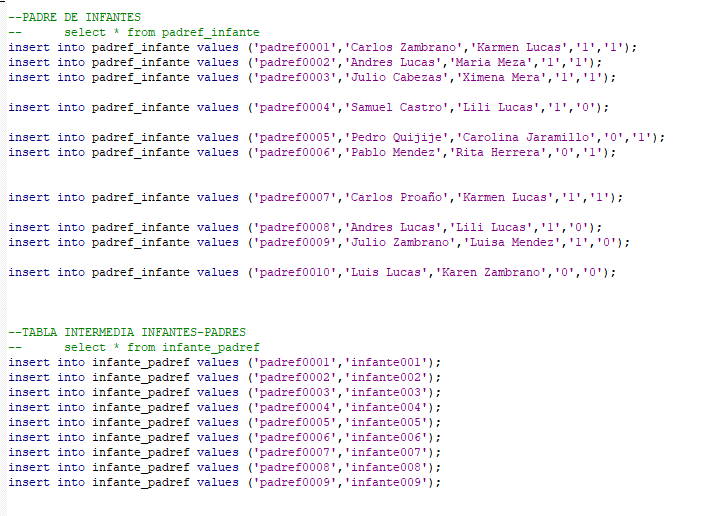 --PADRE DE INFANTES
-- select * from padref_infante
insert into padref_infante values ('padref0001','Carlos Zambrano','Karmen Lucas','1','1');
insert into padref_infante values ('padref0002','Andres Lucas','Maria Meza','1','1');
insert into padref_infante values ('padref0003','Julio Cabezas','Ximena Mera','1','1');
insert into padref_infante values ('padref0004','Samuel Castro','Lili Lucas','1','0');
insert into padref_infante values ('padref0005','Pedro Quijije','Carolina Jaramillo','0','1');
insert into padref_infante values ('padref0006','Pablo Mendez','Rita Herrera','0','1');
insert into padref_infante values ('padref0007','Carlos Proaño','Karmen Lucas','1','1');
insert into padref_infante values ('padref0008','Andres Lucas','Lili Lucas','1','0');
insert into padref_infante values ('padref0009','Julio Zambrano','Luisa Mendez','1','0');
insert into padref_infante values ('padref0010','Luis Lucas','Karen Zambrano','0','0');
--TABLA INTERMEDIA INFANTES-PADRES
-- select * from infante_padref
insert into infante_padref values ('padref0001','infante001');
insert into infante_padref values ('padref0002','infante002');
insert into infante_padref values ('padref0003','infante003');
insert into infante_padref values ('padref0004','infante004');
insert into infante_padref values ('padref0005','infante005');
insert into infante_padref values ('padref0006','infante006');
insert into infante_padref values ('padref0007','infante007');
insert into infante_padref values ('padref0008','infante008');
insert into infante_padref values ('padref0009','infante009');